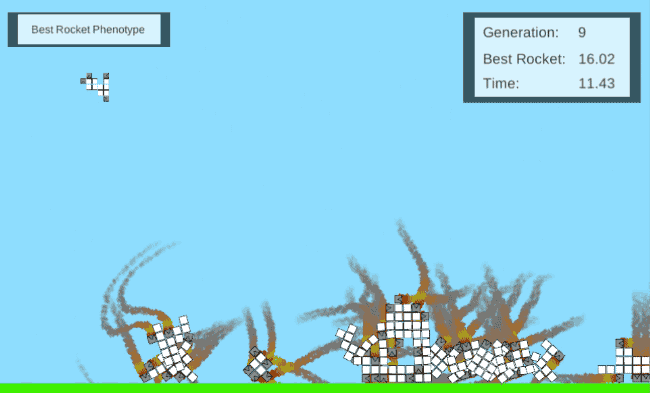 Best Rocket Phenotype
Generation: 9
Best Rocket: 16.02
Time: 11.43